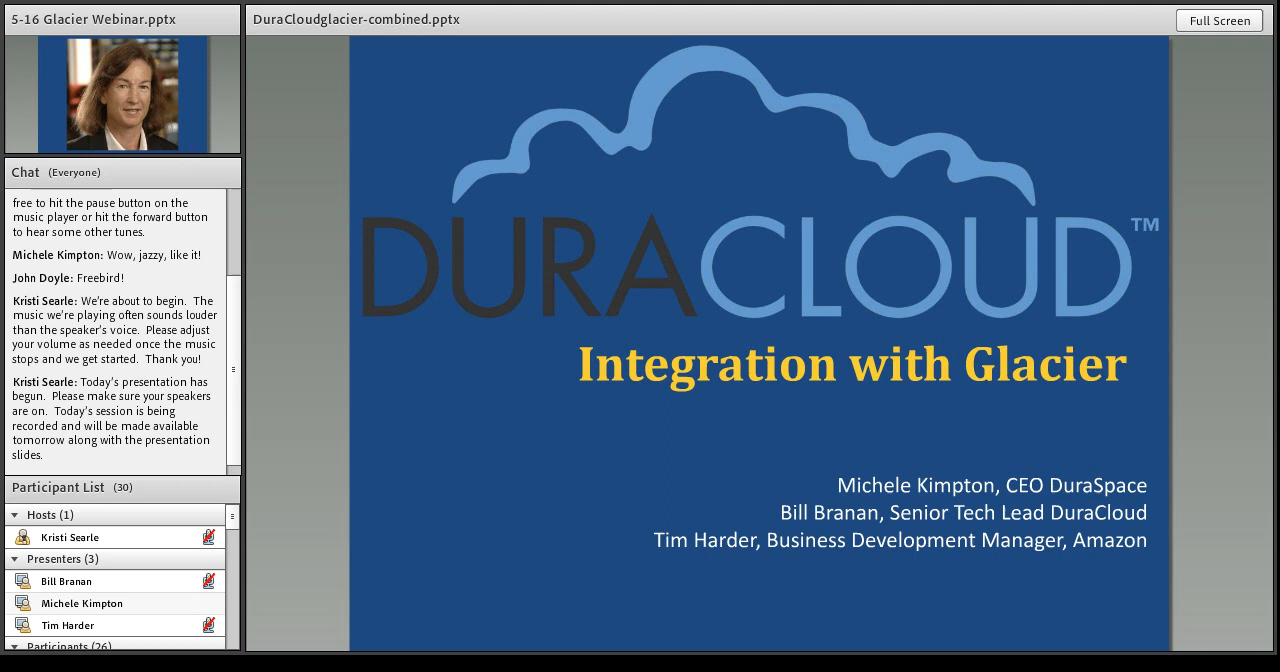 5-16 Glacier Webinar.pptx
DuraCloudglacier-combined.pptx
Full Screen
Chat (Everyone)
free to hit the pause button on the
music player or hit the forward button
to hear some other tunes.
Michele Kimpton: Wow, jazzy, like it!
John Doyle: Freebird!
Kristi Searle: We're about to begin. The
music we're playing often sounds louder
than the speaker's voice. Please adjust
your volume as needed once the music
stops and we get started. Thank you!
Kristi Searle: Today's presentation has
begun. Please make sure your speakers
are on. Today's session is being
recorded and will be made available
tomorrow along with the presentation
slides.
Participant List (30)
Hosts (1)
Kristi Searle
Presenters (3)
Bill Branan
Michele Kimpton
Tim Harder
Participants (26)
DURACLOUD™
Integration with Glacier
Michele Kimpton, CEO DuraSpace
Bill Branan, Senior Tech Lead DuraCloud
Tim Harder, Business Development Manager, Amazon